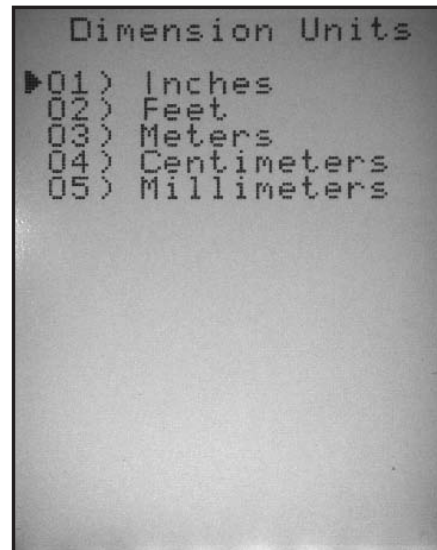 Dimension Units
▶01) Inches
02) Feet
03) Meters
04) Centimeters
05) Millimeters